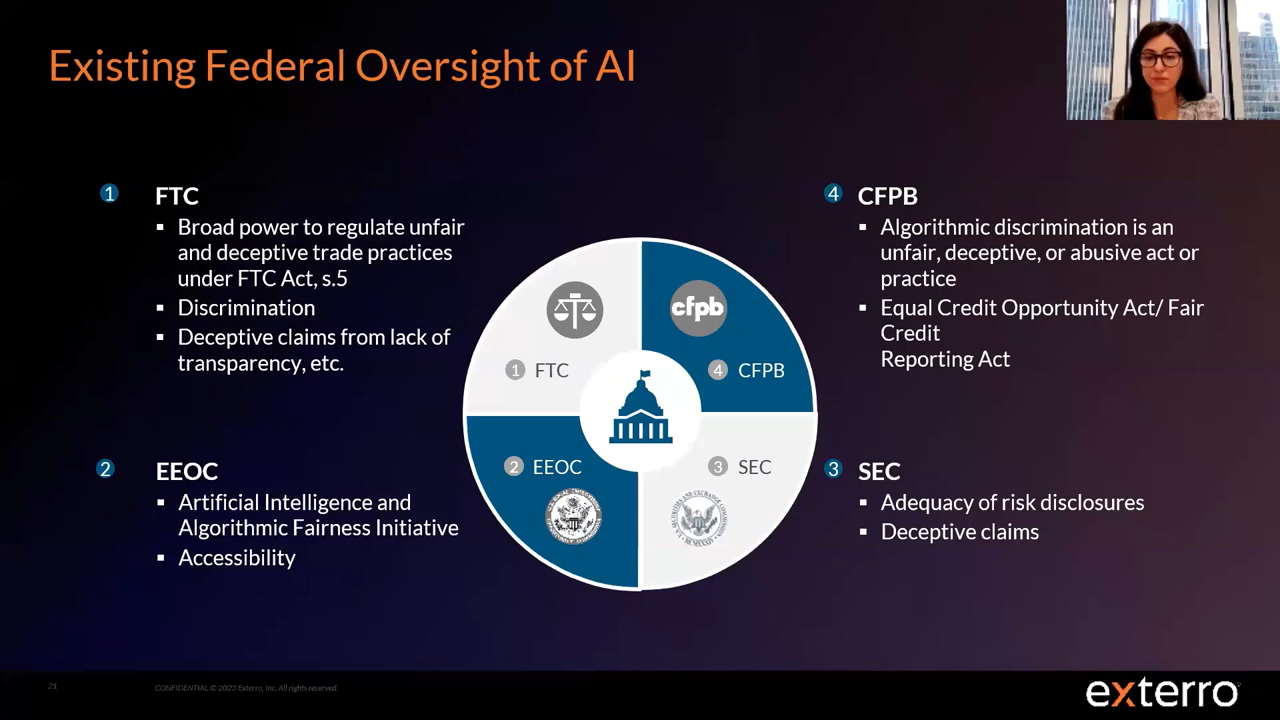 Existing Federal Oversight of AI
1 FTC
▪ Broad power to regulate unfair
and deceptive trade practices
under FTC Act, s.5
▪ Discrimination
▪ Deceptive claims from lack of
transparency, etc.
2 EEOC
▪ Artificial Intelligence and
Algorithmic Fairness Initiative
▪ Accessibility
cfpb
1 FTC
4 CFPB
2 EEOC
3 SEC
4 CFPB
▪ Algorithmic discrimination is an
unfair, deceptive, or abusive act or
practice
▪ Equal Credit Opportunity Act/ Fair
Credit
Reporting Act
3 SEC
▪ Adequacy of risk disclosures
▪ Deceptive claims
21
CONFIDENTIAL © 2023 Exterro, Inc. All rights reserved.
exterro